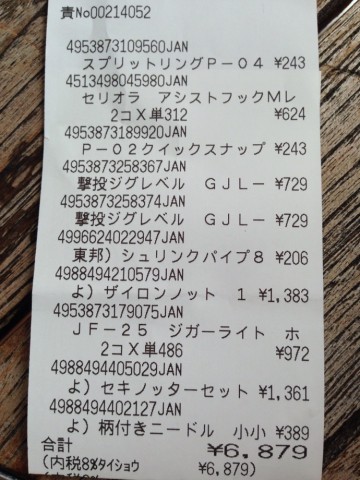 責No00214052
4953873109560JAN
スプリットリングP-04 ¥243
4513498045980JAN
セリオラ アシストフックMレ
2コX単312 ¥624
4953873189920JAN
P-02クイックスナップ ¥243
4953873258367JAN
撃投ジグレベル GJL- ¥729
4953873258374JAN
撃投ジグレベル GJL- ¥729
4996624022947JAN
東邦)シュリンクパイプ8 ¥206
4988494210579JAN
よ)ザイロンノット 1 ¥1,383
4953873179075JAN
JF-25 ジガーライト ホ
2コX単486 ¥972
4988494405029JAN
よ)セキノッターセット ¥1,361
4988494402127JAN
よ)柄付きニードル 小小 ¥389
合計 ¥6,879
(内税8%タイショウ ¥6,879)